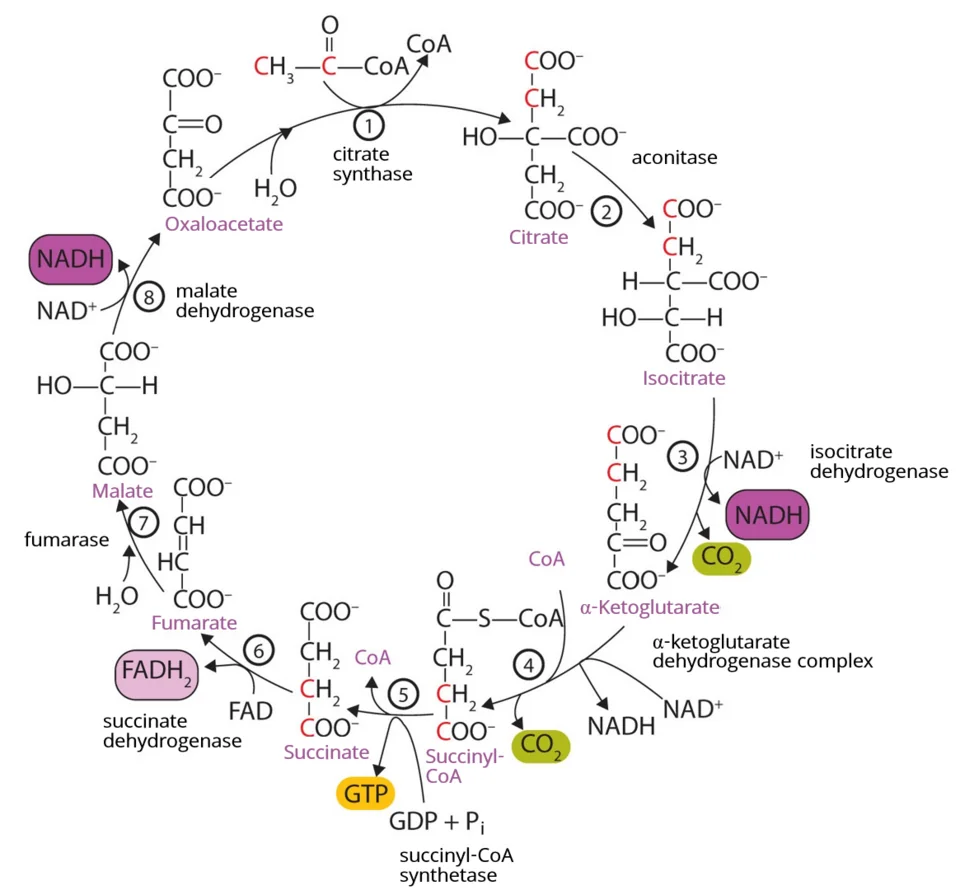 O
||
CH₃—C—CoA
CoA
1
citrate
synthase
H₂O
COO⁻
C=O
CH₂
COO⁻
Oxaloacetate
COO⁻
CH₂
HO—C—COO⁻
CH₂
COO⁻
Citrate
aconitase
2
COO⁻
CH₂
H—C—COO⁻
HO—C—H
COO⁻
Isocitrate
3
NAD⁺
isocitrate
dehydrogenase
NADH
CO₂
COO⁻
CH₂
CH₂
C=O
COO⁻
α-Ketoglutarate
α-ketoglutarate
dehydrogenase complex
CoA
4
NAD⁺
NADH
CO₂
O
||
C—S—CoA
CH₂
CH₂
COO⁻
Succinyl-
CoA
5
CoA
GTP
GDP + Pᵢ
succinyl-CoA
synthetase
COO⁻
CH₂
CH₂
COO⁻
Succinate
6
FADH₂
FAD
succinate
dehydrogenase
COO⁻
CH
||
HC
COO⁻
Fumarate
7
fumarase
H₂O
COO⁻
HO—C—H
CH₂
COO⁻
Malate
8
malate
dehydrogenase
NADH
NAD⁺